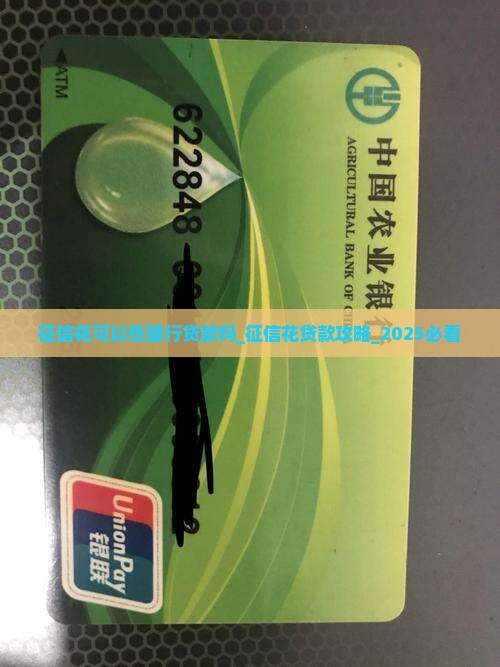 ATM
中国农业银行
AGRICULTURAL BANK OF
622848
征信花可以在建行贷款吗_征信花贷款攻略_2025必看
UnionPay
银联